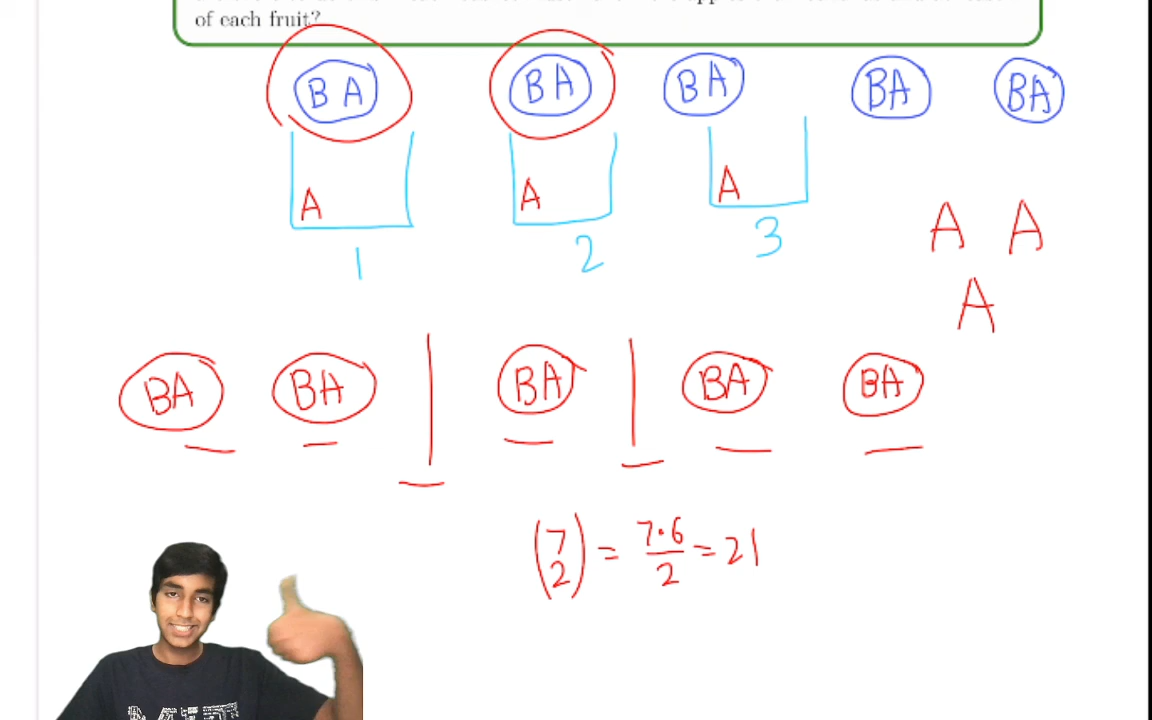 of each fruit?
BA BA BA BA BA
A A A
1 2 3
A A
A
BA BA | BA | BA BA
(7 2) = 7·6/2 = 21